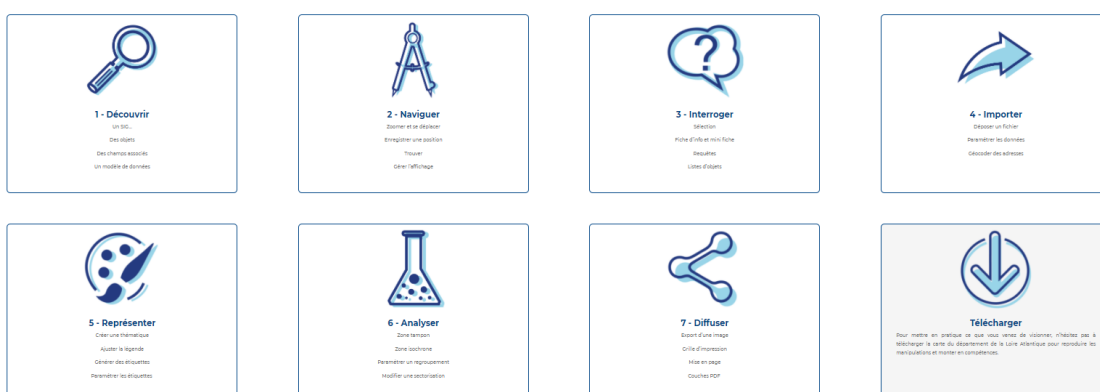 1 - Découvrir
Un SIG...
Des objets
Des champs associés
Un modèle de données
2 - Naviguer
Zoomer et se déplacer
Enregistrer une position
Trouver
Gérer l'affichage
3 - Interroger
Sélection
Fiche d'info et mini fiche
Requêtes
Listes d'objets
4 - Importer
Déposer un fichier
Paramétrer les données
Géocoder des adresses
5 - Représenter
Créer une thématique
Ajuster la légende
Générer des étiquettes
Paramétrer les étiquettes
6 - Analyser
Zone tampon
Zone isochrone
Paramétrer un regroupement
Modifier une sectorisation
7 - Diffuser
Export d'une image
Grille d'impression
Mise en page
Couches PDF
Télécharger
Pour mettre en pratique ce que vous venez de visionner, n'hésitez pas à
télécharger la carte du département de la Loire Atlantique pour reproduire les
manipulations et monter en compétences.